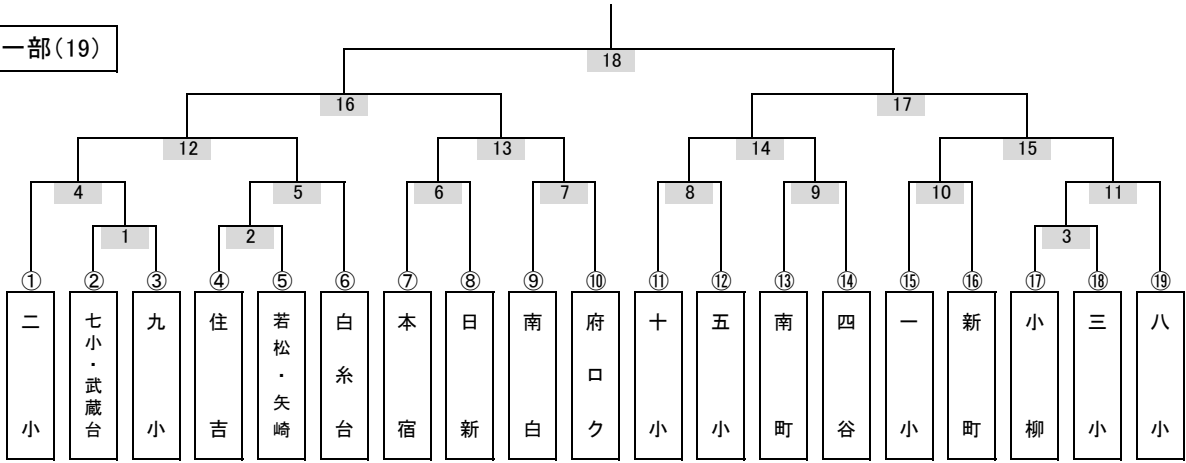 一部(19)
18
16
17
12
13
14
15
4
5
6
7
8
9
10
11
1
2
3
①
②
③
④
⑤
⑥
⑦
⑧
⑨
⑩
⑪
⑫
⑬
⑭
⑮
⑯
⑰
⑱
⑲
二小
七小・武蔵台
九小
住吉
若松・矢崎
白糸台
本宿
日新
南白
府ロク
十小
五小
南町
四谷
一小
新町
小柳
三小
八小